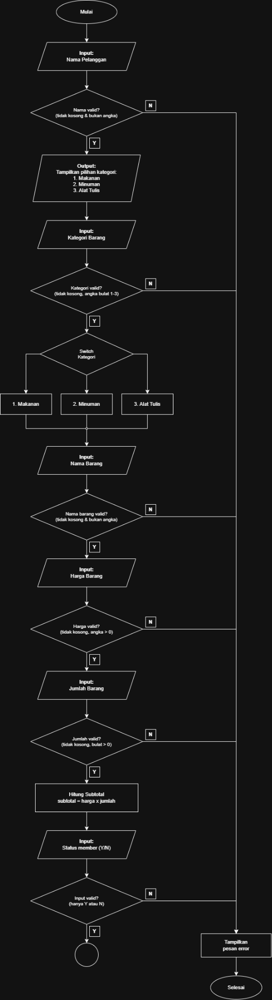 Mulai
Input:
Nama Pelanggan
Nama valid?
(tidak kosong & bukan angka)
N
Y
Output:
Tampilkan pilihan kategori:
1. Makanan
2. Minuman
3. Alat Tulis
Input:
Kategori Barang
Kategori valid?
(tidak kosong, angka bulat 1-3)
N
Y
Switch
Kategori
1. Makanan
2. Minuman
3. Alat Tulis
Input:
Nama Barang
Nama barang valid?
(tidak kosong & bukan angka)
N
Y
Input:
Harga Barang
Harga valid?
(tidak kosong, angka > 0)
N
Y
Input:
Jumlah Barang
Jumlah valid?
(tidak kosong, bulat > 0)
N
Y
Hitung Subtotal
subtotal = harga x jumlah
Input:
Status member (Y/N)
Input valid?
(hanya Y atau N)
N
Y
Tampilkan
pesan error
Selesai